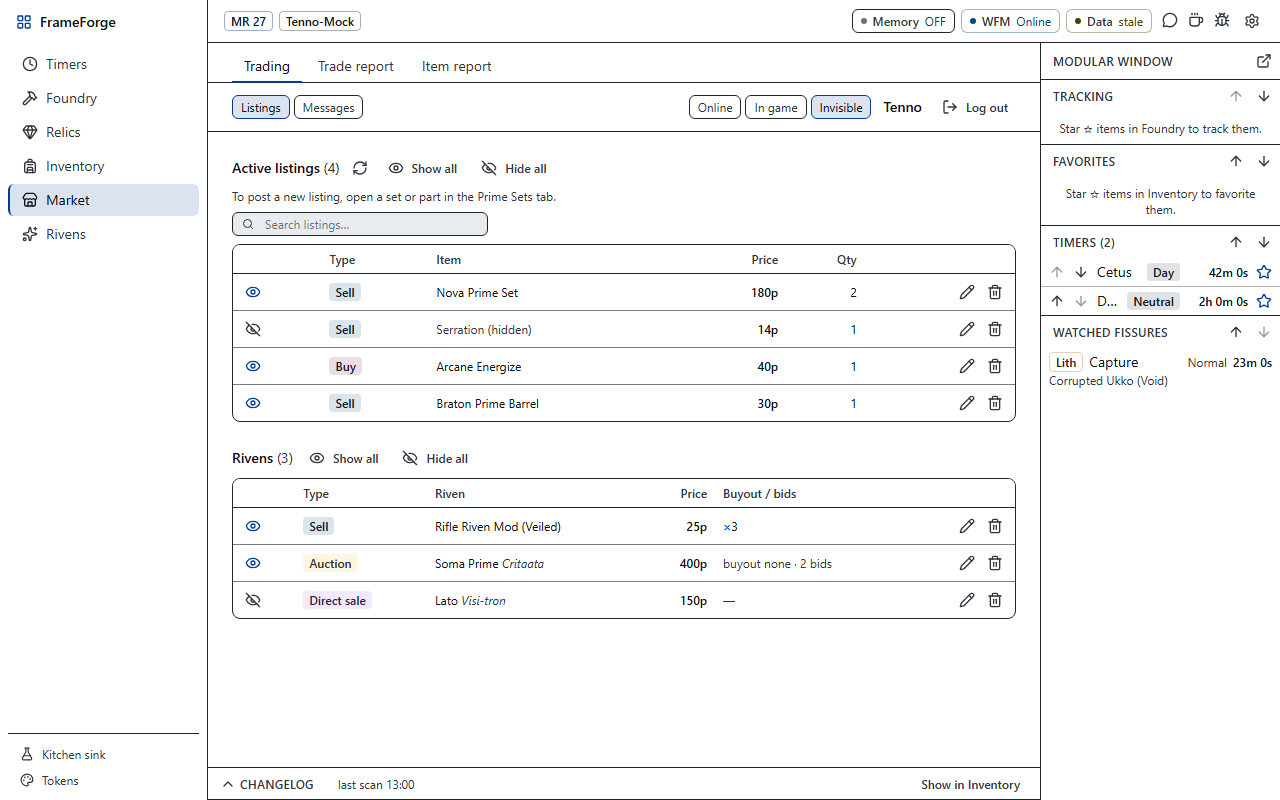 FrameForge
MR 27
Tenno-Mock
Memory OFF
WFM Online
Data stale
Timers
Foundry
Relics
Inventory
Market
Rivens
Kitchen sink
Tokens
Trading
Trade report
Item report
Listings
Messages
Online
In game
Invisible
Tenno
Log out
Active listings (4)
Show all
Hide all
To post a new listing, open a set or part in the Prime Sets tab.
Search listings...
Type Item Price Qty
Sell Nova Prime Set 180p 2
Sell Serration (hidden) 14p 1
Buy Arcane Energize 40p 1
Sell Braton Prime Barrel 30p 1
Rivens (3)
Show all
Hide all
Type Riven Price Buyout / bids
Sell Rifle Riven Mod (Veiled) 25p ×3
Auction Soma Prime Critaata 400p buyout none · 2 bids
Direct sale Lato Visi-tron 150p —
CHANGELOG
last scan 13:00
Show in Inventory
MODULAR WINDOW
TRACKING
Star ☆ items in Foundry to track them.
FAVORITES
Star ☆ items in Inventory to favorite
them.
TIMERS (2)
Cetus Day 42m 0s
D... Neutral 2h 0m 0s
WATCHED FISSURES
Lith Capture Normal 23m 0s
Corrupted Ukko (Void)